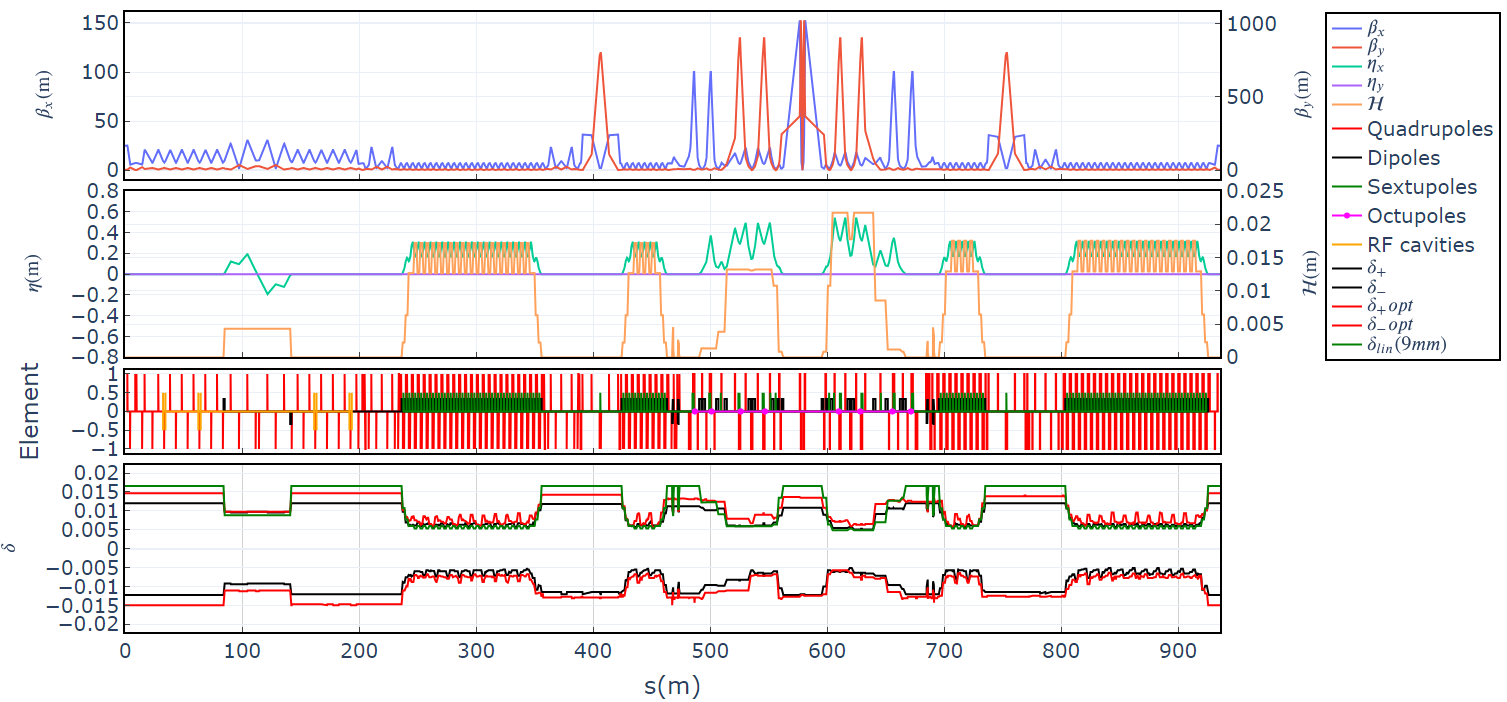 150
100
50
0
βₓ(m)
1000
500
0
βᵧ(m)
0.8
0.6
0.4
0.2
0
−0.2
−0.4
−0.6
−0.8
η(m)
0.025
0.02
0.015
0.01
0.005
0
ℋ(m)
1
0.5
0
−0.5
−1
Element
0.02
0.015
0.01
0.005
0
−0.005
−0.01
−0.015
−0.02
δ
0 100 200 300 400 500 600 700 800 900
s(m)
βₓ
βᵧ
ηₓ
ηᵧ
ℋ
Quadrupoles
Dipoles
Sextupoles
Octupoles
RF cavities
δ₊
δ₋
δ₊opt
δ₋opt
δ_lin(9mm)